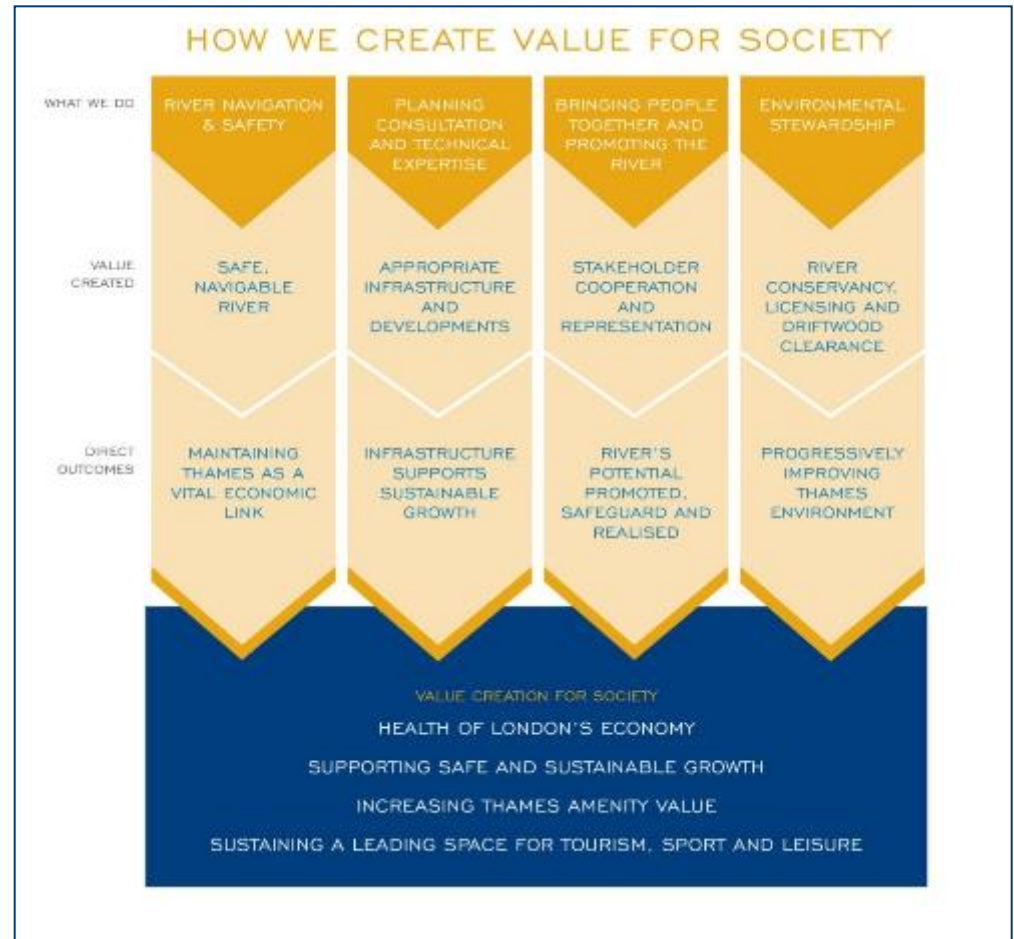 HOW WE CREATE VALUE FOR SOCIETY
WHAT WE DO
RIVER NAVIGATION
& SAFETY
PLANNING
CONSULTATION
AND TECHNICAL
EXPERTISE
BRINGING PEOPLE
TOGETHER AND
PROMOTING THE
RIVER
ENVIRONMENTAL
STEWARDSHIP
VALUE
CREATED
SAFE,
NAVIGABLE
RIVER
APPROPRIATE
INFRASTRUCTURE
AND
DEVELOPMENTS
STAKEHOLDER
COOPERATION
AND
REPRESENTATION
RIVER
CONSERVANCY,
LICENSING AND
DRIFTWOOD
CLEARANCE
DIRECT
OUTCOMES
MAINTAINING
THAMES AS A
VITAL ECONOMIC
LINK
INFRASTRUCTURE
SUPPORTS
SUSTAINABLE
GROWTH
RIVER'S
POTENTIAL
PROMOTED,
SAFEGUARD AND
REALISED
PROGRESSIVELY
IMPROVING
THAMES
ENVIRONMENT
VALUE CREATION FOR SOCIETY
HEALTH OF LONDON'S ECONOMY
SUPPORTING SAFE AND SUSTAINABLE GROWTH
INCREASING THAMES AMENITY VALUE
SUSTAINING A LEADING SPACE FOR TOURISM, SPORT AND LEISURE